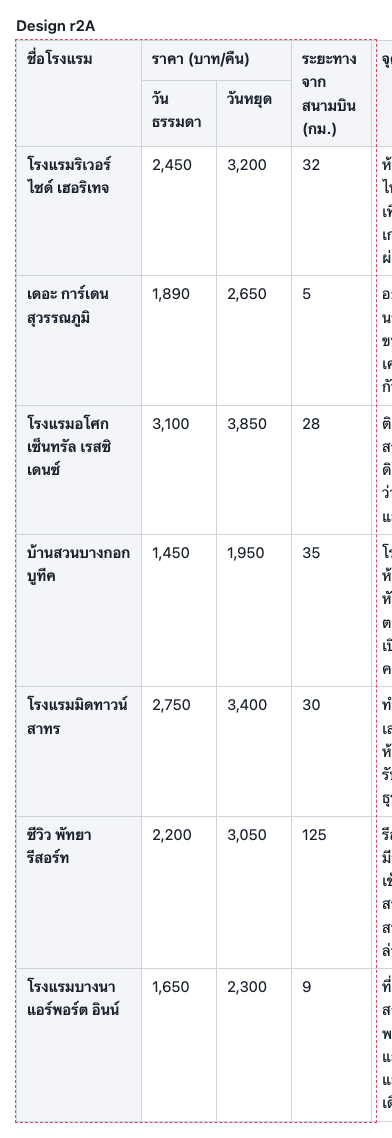 Design r2A
ชื่อโรงแรม
ราคา (บาท/คืน)
ระยะทาง
จาก
สนามบิน
(กม.)
วัน
ธรรมดา
วันหยุด
โรงแรมริเวอร์
ไซด์ เฮอริเทจ
2,450
3,200
32
เดอะ การ์เดน
สุวรรณภูมิ
1,890
2,650
5
โรงแรมอโศก
เซ็นทรัล เรสซิ
เดนซ์
3,100
3,850
28
บ้านสวนบางกอก
บูทีค
1,450
1,950
35
โรงแรมมิดทาวน์
สาทร
2,750
3,400
30
ซีวิว พัทยา
รีสอร์ท
2,200
3,050
125
โรงแรมบางนา
แอร์พอร์ต อินน์
1,650
2,300
9